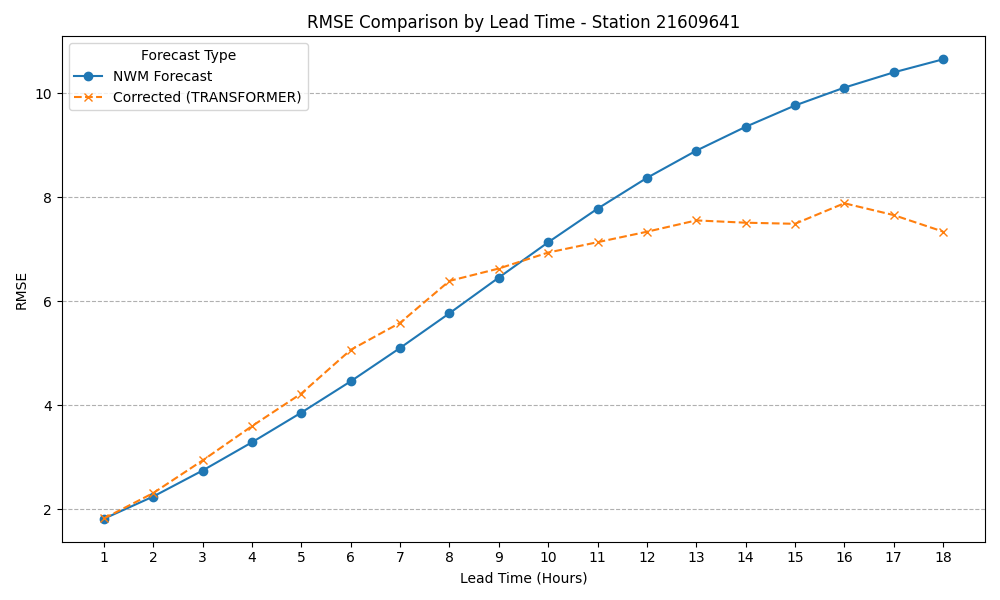 RMSE Comparison by Lead Time - Station 21609641
Forecast Type
NWM Forecast
Corrected (TRANSFORMER)
RMSE
10
8
6
4
2
1 2 3 4 5 6 7 8 9 10 11 12 13 14 15 16 17 18
Lead Time (Hours)